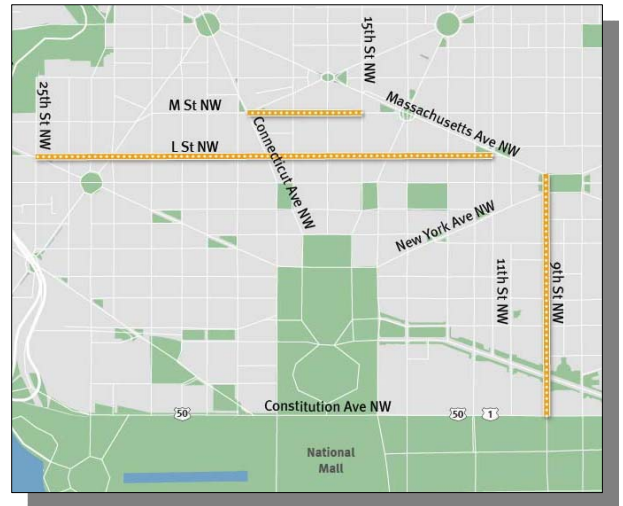 15th St NW
25th St NW
M St NW
Massachusetts Ave NW
L St NW
Connecticut Ave NW
New York Ave NW
11th St NW
9th St NW
Constitution Ave NW
50
50
1
National
Mall